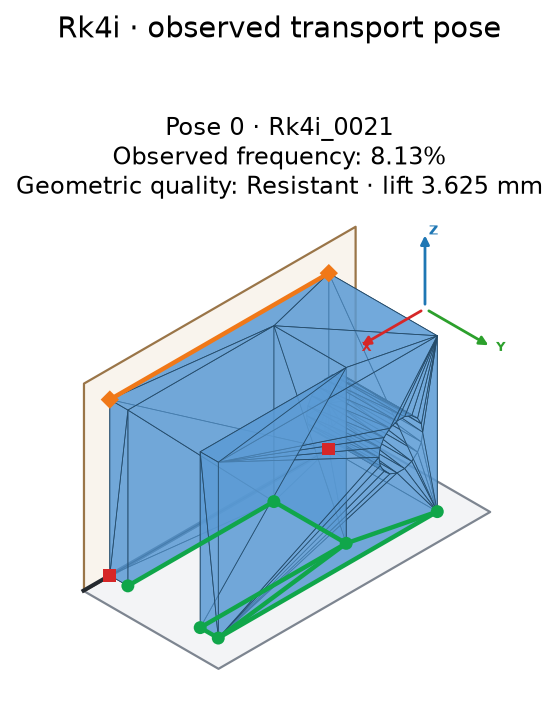 Rk4i · observed transport pose
Pose 0 · Rk4i_0021
Observed frequency: 8.13%
Geometric quality: Resistant · lift 3.625 mm
Z
X
Y